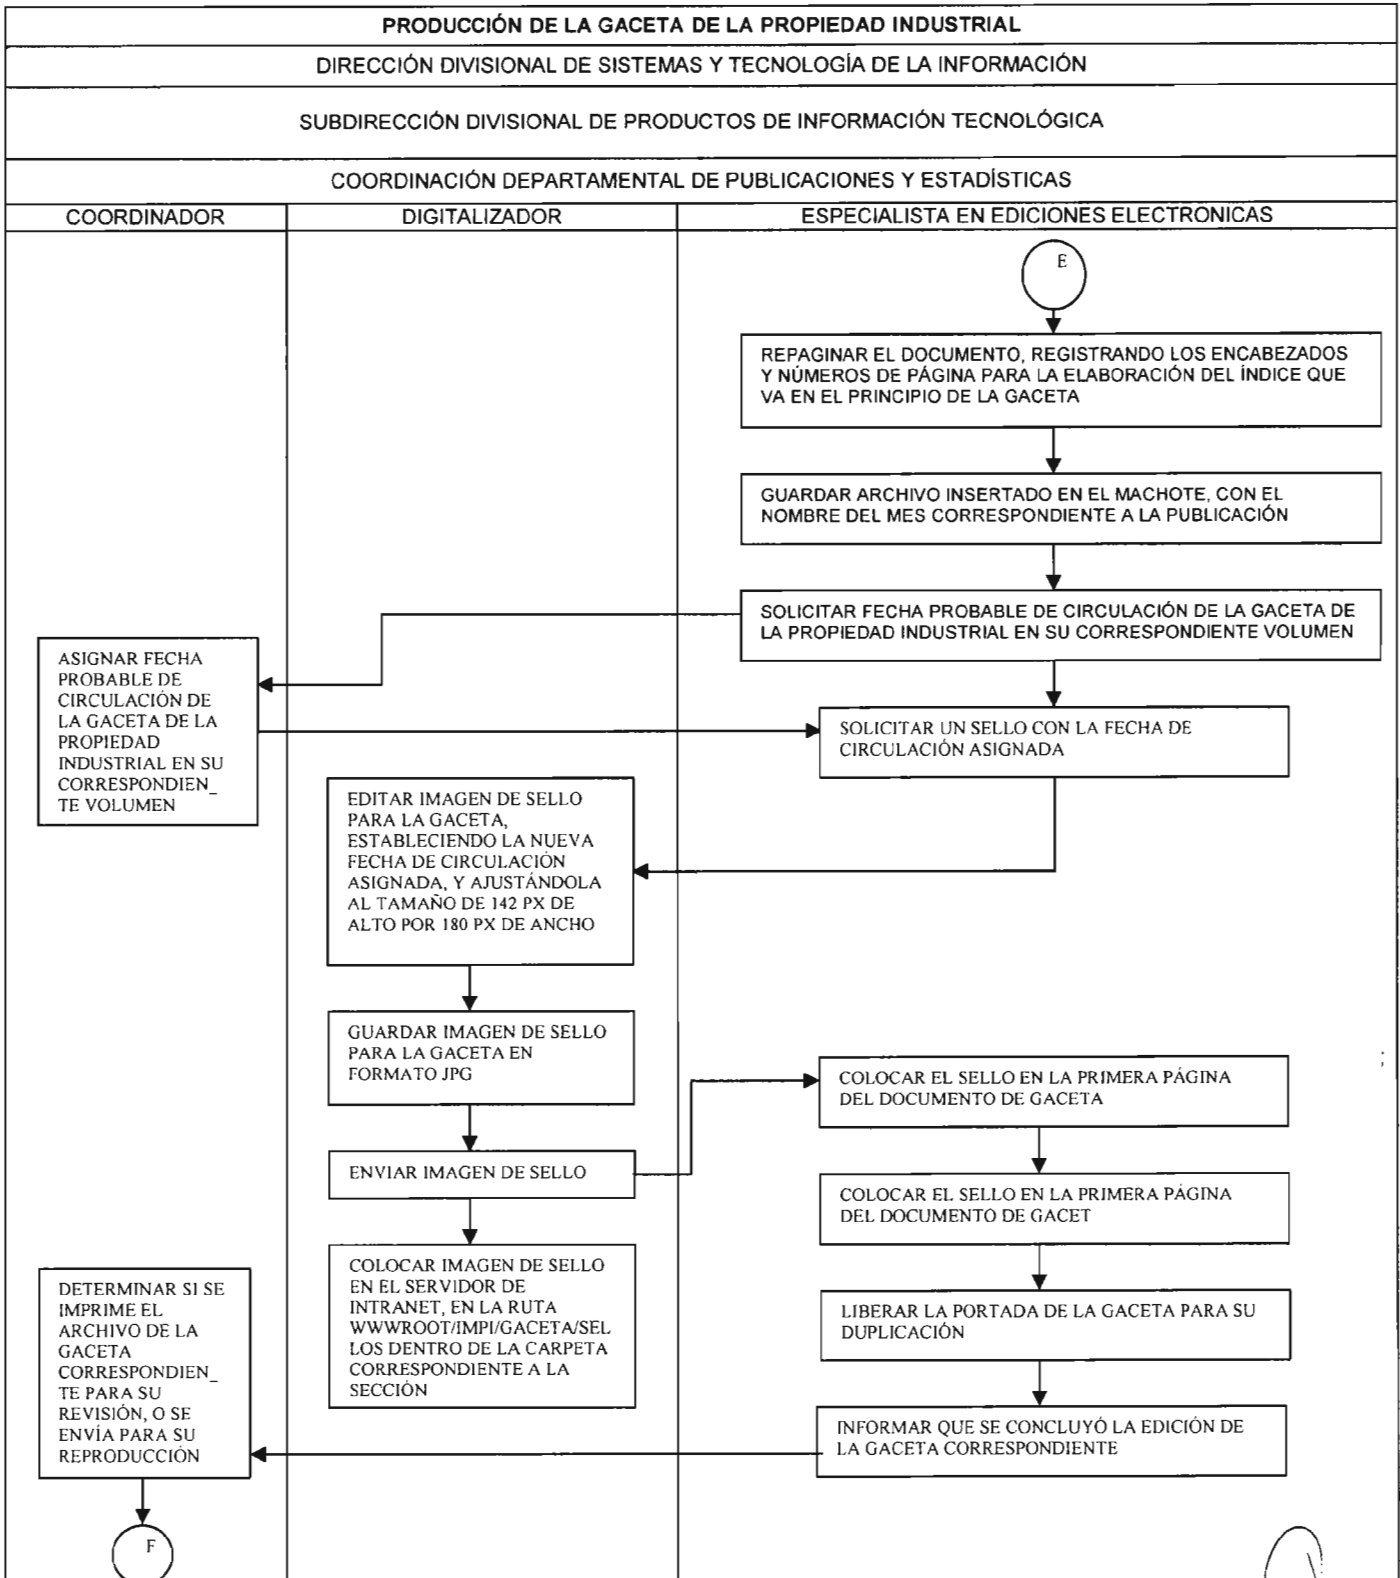 PRODUCCIÓN DE LA GACETA DE LA PROPIEDAD INDUSTRIAL
DIRECCIÓN DIVISIONAL DE SISTEMAS Y TECNOLOGÍA DE LA INFORMACIÓN
SUBDIRECCIÓN DIVISIONAL DE PRODUCTOS DE INFORMACIÓN TECNOLÓGICA
COORDINACIÓN DEPARTAMENTAL DE PUBLICACIONES Y ESTADÍSTICAS
COORDINADOR
DIGITALIZADOR
ESPECIALISTA EN EDICIONES ELECTRONICAS
E
REPAGINAR EL DOCUMENTO, REGISTRANDO LOS ENCABEZADOS
Y NÚMEROS DE PÁGINA PARA LA ELABORACIÓN DEL ÍNDICE QUE
VA EN EL PRINCIPIO DE LA GACETA
GUARDAR ARCHIVO INSERTADO EN EL MACHOTE, CON EL
NOMBRE DEL MES CORRESPONDIENTE A LA PUBLICACIÓN
SOLICITAR FECHA PROBABLE DE CIRCULACIÓN DE LA GACETA DE
LA PROPIEDAD INDUSTRIAL EN SU CORRESPONDIENTE VOLUMEN
ASIGNAR FECHA
PROBABLE DE
CIRCULACIÓN DE
LA GACETA DE LA
PROPIEDAD
INDUSTRIAL EN SU
CORRESPONDIEN_
TE VOLUMEN
SOLICITAR UN SELLO CON LA FECHA DE
CIRCULACIÓN ASIGNADA
EDITAR IMAGEN DE SELLO
PARA LA GACETA,
ESTABLECIENDO LA NUEVA
FECHA DE CIRCULACIÓN
ASIGNADA, Y AJUSTÁNDOLA
AL TAMAÑO DE 142 PX DE
ALTO POR 180 PX DE ANCHO
GUARDAR IMAGEN DE SELLO
PARA LA GACETA EN
FORMATO JPG
ENVIAR IMAGEN DE SELLO
COLOCAR IMAGEN DE SELLO
EN EL SERVIDOR DE
INTRANET, EN LA RUTA
WWWROOT/IMPI/GACETA/SEL
LOS DENTRO DE LA CARPETA
CORRESPONDIENTE A LA
SECCIÓN
COLOCAR EL SELLO EN LA PRIMERA PÁGINA
DEL DOCUMENTO DE GACETA
COLOCAR EL SELLO EN LA PRIMERA PÁGINA
DEL DOCUMENTO DE GACET
LIBERAR LA PORTADA DE LA GACETA PARA SU
DUPLICACIÓN
INFORMAR QUE SE CONCLUYÓ LA EDICIÓN DE
LA GACETA CORRESPONDIENTE
DETERMINAR SI SE
IMPRIME EL
ARCHIVO DE LA
GACETA
CORRESPONDIEN_
TE PARA SU
REVISIÓN, O SE
ENVÍA PARA SU
REPRODUCCIÓN
F